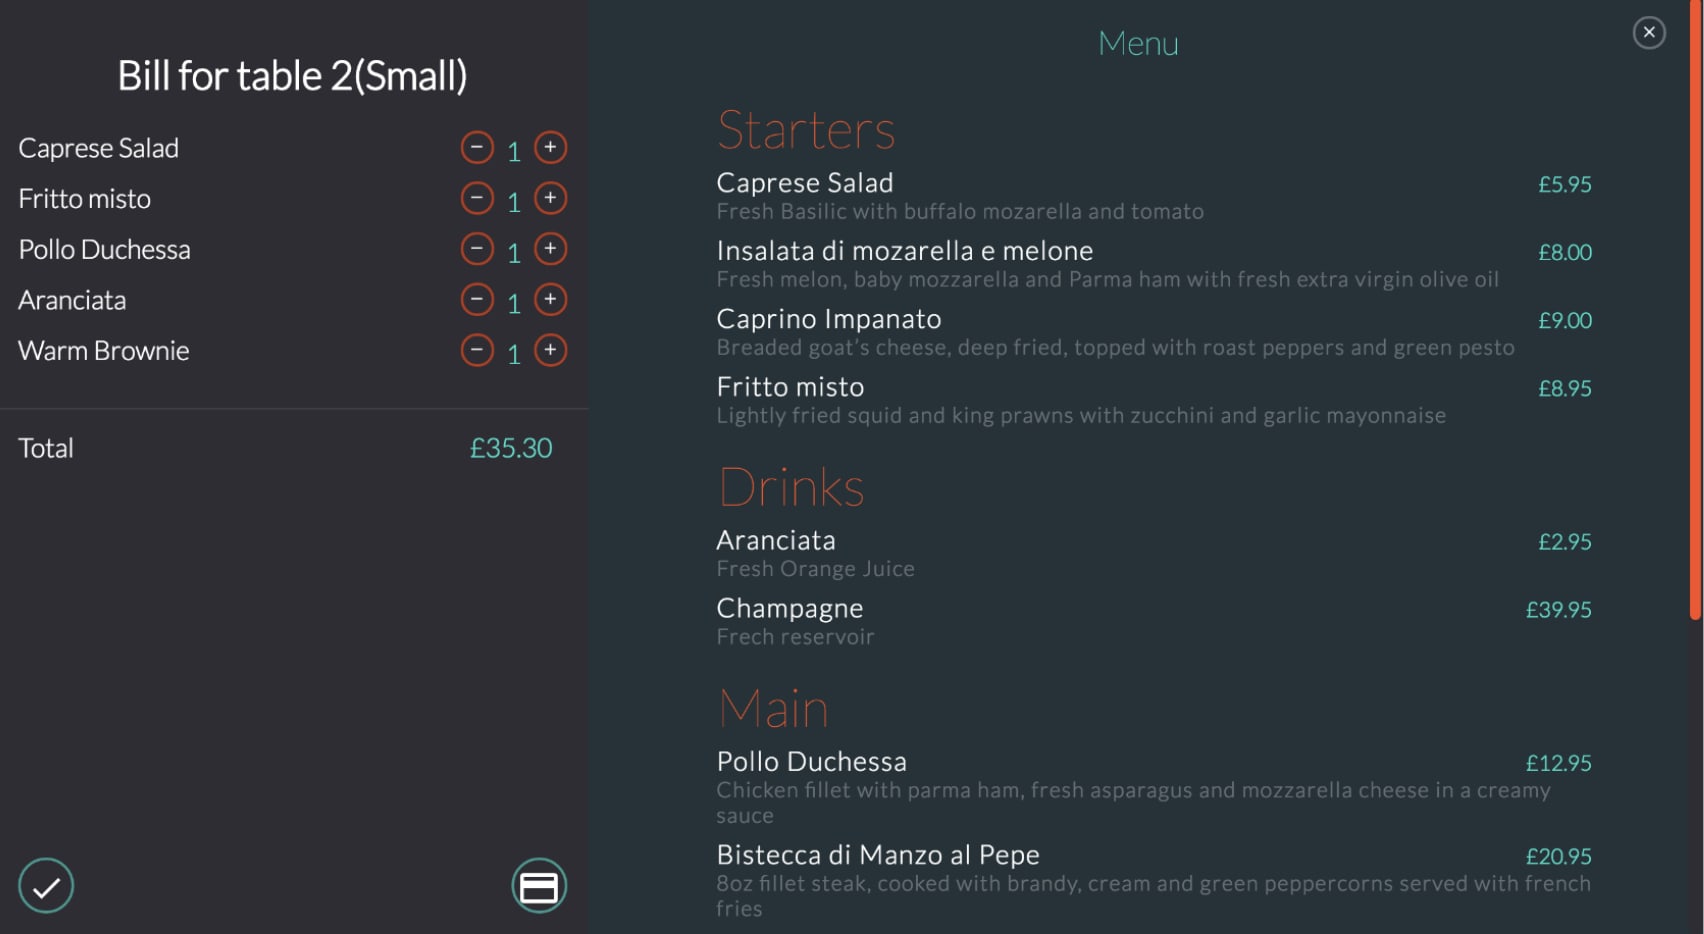 Bill for table 2(Small)
Caprese Salad − 1 +
Fritto misto − 1 +
Pollo Duchessa − 1 +
Aranciata − 1 +
Warm Brownie − 1 +
Total £35.30
Menu
Starters
Caprese Salad £5.95
Fresh Basilic with buffalo mozarella and tomato
Insalata di mozarella e melone £8.00
Fresh melon, baby mozzarella and Parma ham with fresh extra virgin olive oil
Caprino Impanato £9.00
Breaded goat’s cheese, deep fried, topped with roast peppers and green pesto
Fritto misto £8.95
Lightly fried squid and king prawns with zucchini and garlic mayonnaise
Drinks
Aranciata £2.95
Fresh Orange Juice
Champagne £39.95
Frech reservoir
Main
Pollo Duchessa £12.95
Chicken fillet with parma ham, fresh asparagus and mozzarella cheese in a creamy
sauce
Bistecca di Manzo al Pepe £20.95
8oz fillet steak, cooked with brandy, cream and green peppercorns served with french
fries